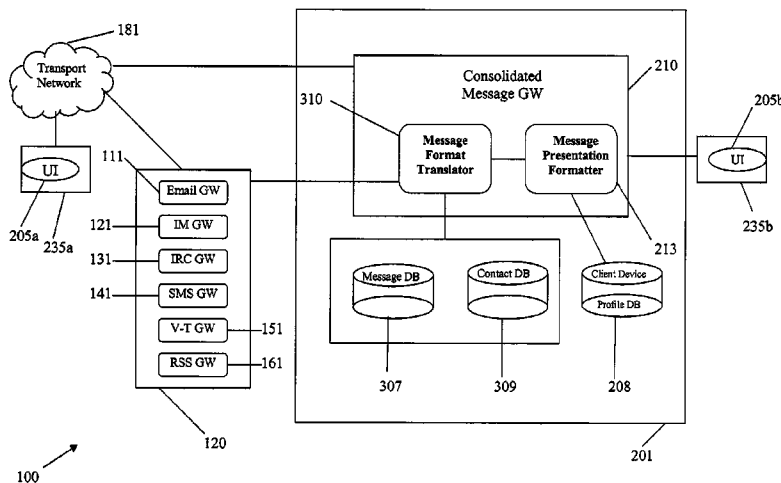 181
Transport
Network
UI
205a
235a
111
Email GW
121
IM GW
131
IRC GW
141
SMS GW
V-T GW
151
RSS GW
161
120
100
Consolidated
Message GW
210
310
Message
Format
Translator
Message
Presentation
Formatter
213
205b
UI
235b
Message DB
Contact DB
Client Device
Profile DB
307
309
208
201